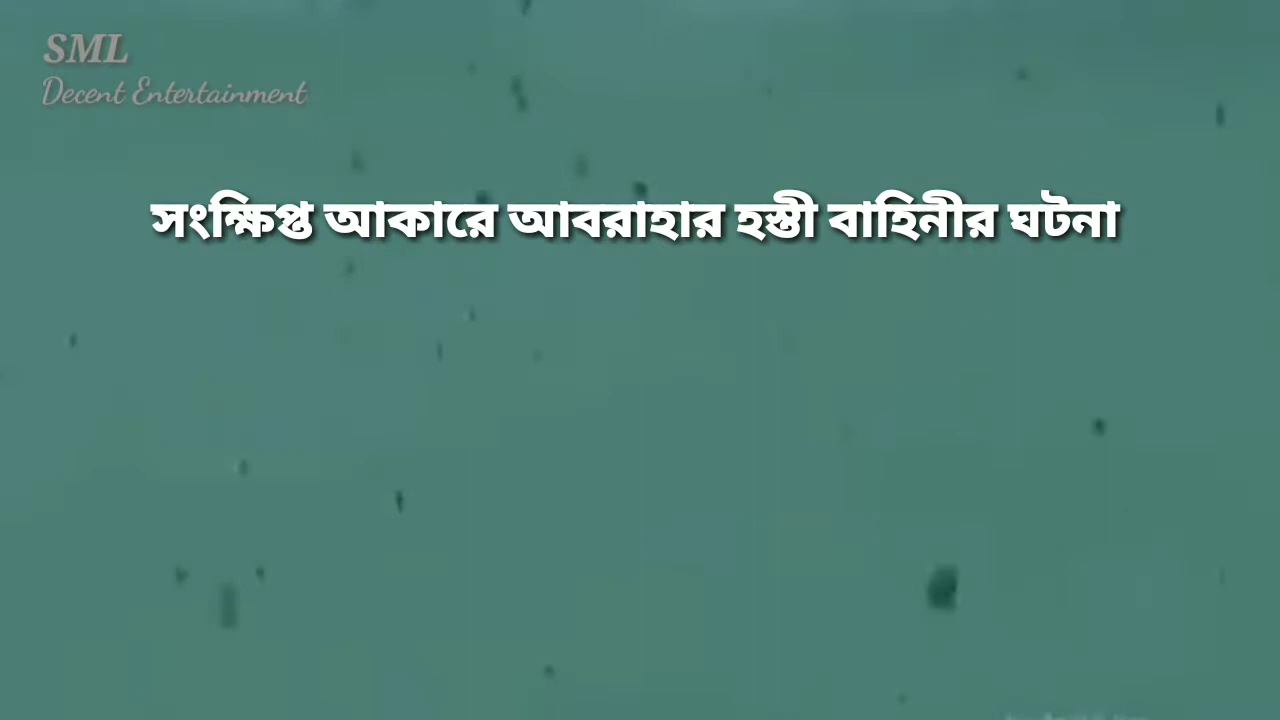 SML
Decent Entertainment
সংক্ষিপ্ত আকারে আবরাহার হস্তী বাহিনীর ঘটনা